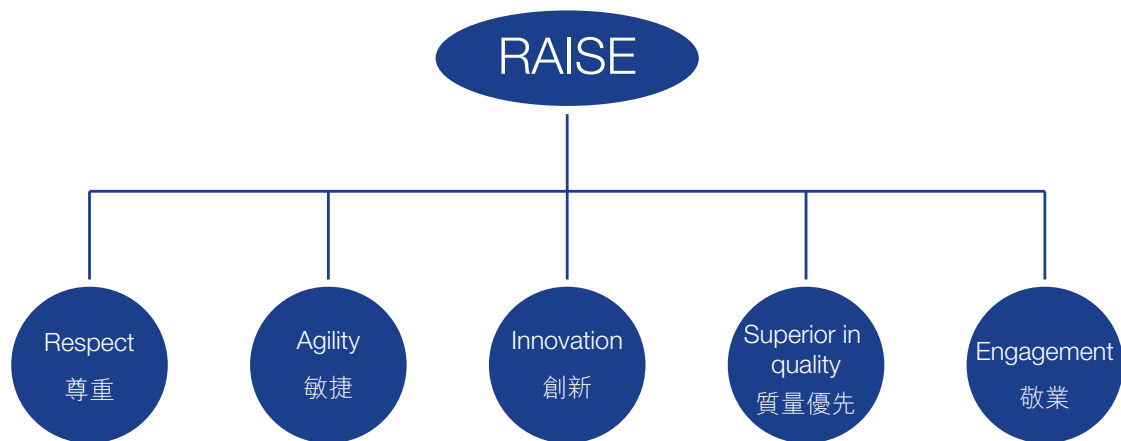 RAISE
Respect
尊重
Agility
敏捷
Innovation
創新
Superior in
quality
質量優先
Engagement
敬業